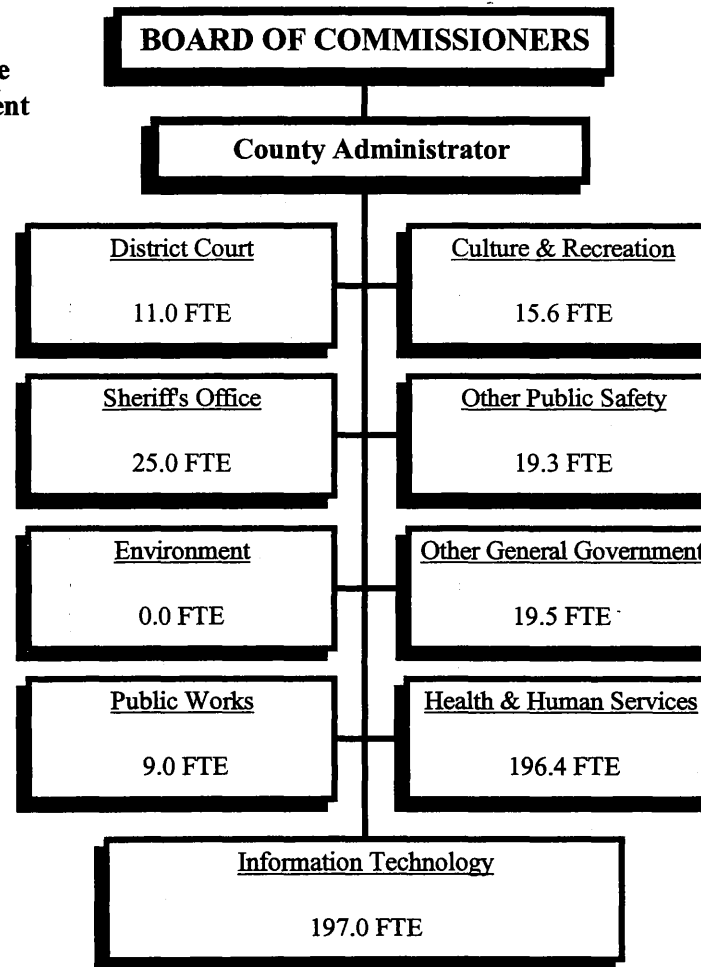 BOARD OF COMMISSIONERS
County Administrator
District Court
11.0 FTE
Culture & Recreation
15.6 FTE
Sheriff's Office
25.0 FTE
Other Public Safety
19.3 FTE
Environment
0.0 FTE
Other General Government
19.5 FTE
Public Works
9.0 FTE
Health & Human Services
196.4 FTE
Information Technology
197.0 FTE